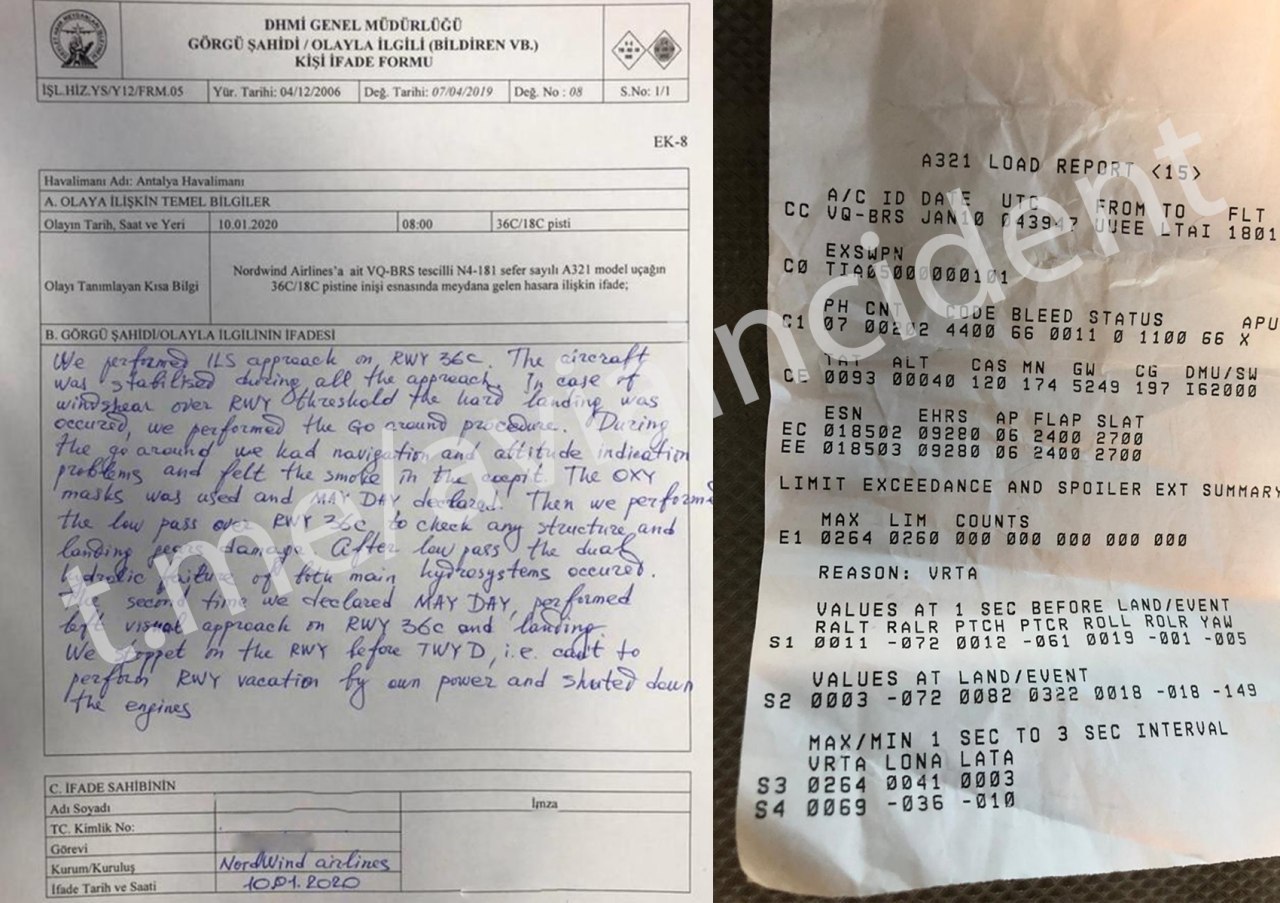 DHMİ GENEL MÜDÜRLÜĞÜ
GÖRGÜ ŞAHİDİ / OLAYLA İLGİLİ (BİLDİREN VB.)
KİŞİ İFADE FORMU
İŞL.HİZ.YS/Y12/FRM.05 Yür. Tarihi: 04/12/2006 Değ. Tarihi: 07/04/2019 Değ. No : 08 S.No: 1/1
EK-8
Havalimanı Adı: Antalya Havalimanı
A. OLAYA İLİŞKİN TEMEL BİLGİLER
Olayın Tarih, Saat ve Yeri 10.01.2020 08:00 36C/18C pisti
Olayı Tanımlayan Kısa Bilgi
Nordwind Airlines'a ait VQ-BRS tescilli N4-181 sefer sayılı A321 model uçağın
36C/18C pistine inişi esnasında meydana gelen hasara ilişkin ifade;
B. GÖRGÜ ŞAHİDİ/OLAYLA İLGİLİNİN İFADESİ
We performed ILS approach on RWY 36c. The circraft
was stabilised during all the approach. In case of
windshear over RWY threshold the hard landing was
occured, we performed the Go around procedure. During
the go around we had navigation and attitude indication
problems and felt the smoke in the cocpit. The OXY
masks was used and MAY DAY declared. Then we perform
the low pass over RWY 36c to check any structure and
landing gears damage. After low pass the dual
hydrolic failure of both main hydrosystems occured.
The second time we declared MAY DAY, performed
left visual approach on RWY 36c and landing.
We stoppet on the RWY before TWY D, i.e. can't to
perform RWY vacation by own power and shuted down
the engines
C. İFADE SAHİBİNİN
Adı Soyadı İmza
TC. Kimlik No:
Görevi
Kurum/Kuruluş NordWind airlines
İfade Tarih ve Saati 10.01.2020
A321 LOAD REPORT <15>
A/C ID DATE UTC FROM TO FLT
CC VQ-BRS JAN10 043947 UUEE LTAI 1801
EXSWPN
C0 TIA05000000101
PH CNT CODE BLEED STATUS APU
C1 07 00202 4400 66 0011 0 1100 66 X
TAT ALT CAS MN GW CG DMU/SW
CE 0093 00040 120 174 5249 197 I62000
ESN EHRS AP FLAP SLAT
EC 018502 09280 06 2400 2700
EE 018503 09280 06 2400 2700
LIMIT EXCEEDANCE AND SPOILER EXT SUMMARY
MAX LIM COUNTS
E1 0264 0260 000 000 000 000 000
REASON: VRTA
VALUES AT 1 SEC BEFORE LAND/EVENT
RALT RALR PTCH PTCR ROLL ROLR YAW
S1 0011 -072 0012 -061 0019 -001 -005
VALUES AT LAND/EVENT
S2 0003 -072 0082 0322 0018 -018 -149
MAX/MIN 1 SEC TO 3 SEC INTERVAL
VRTA LONA LATA
S3 0264 0041 0003
S4 0069 -036 -010
t.me/aviaincident